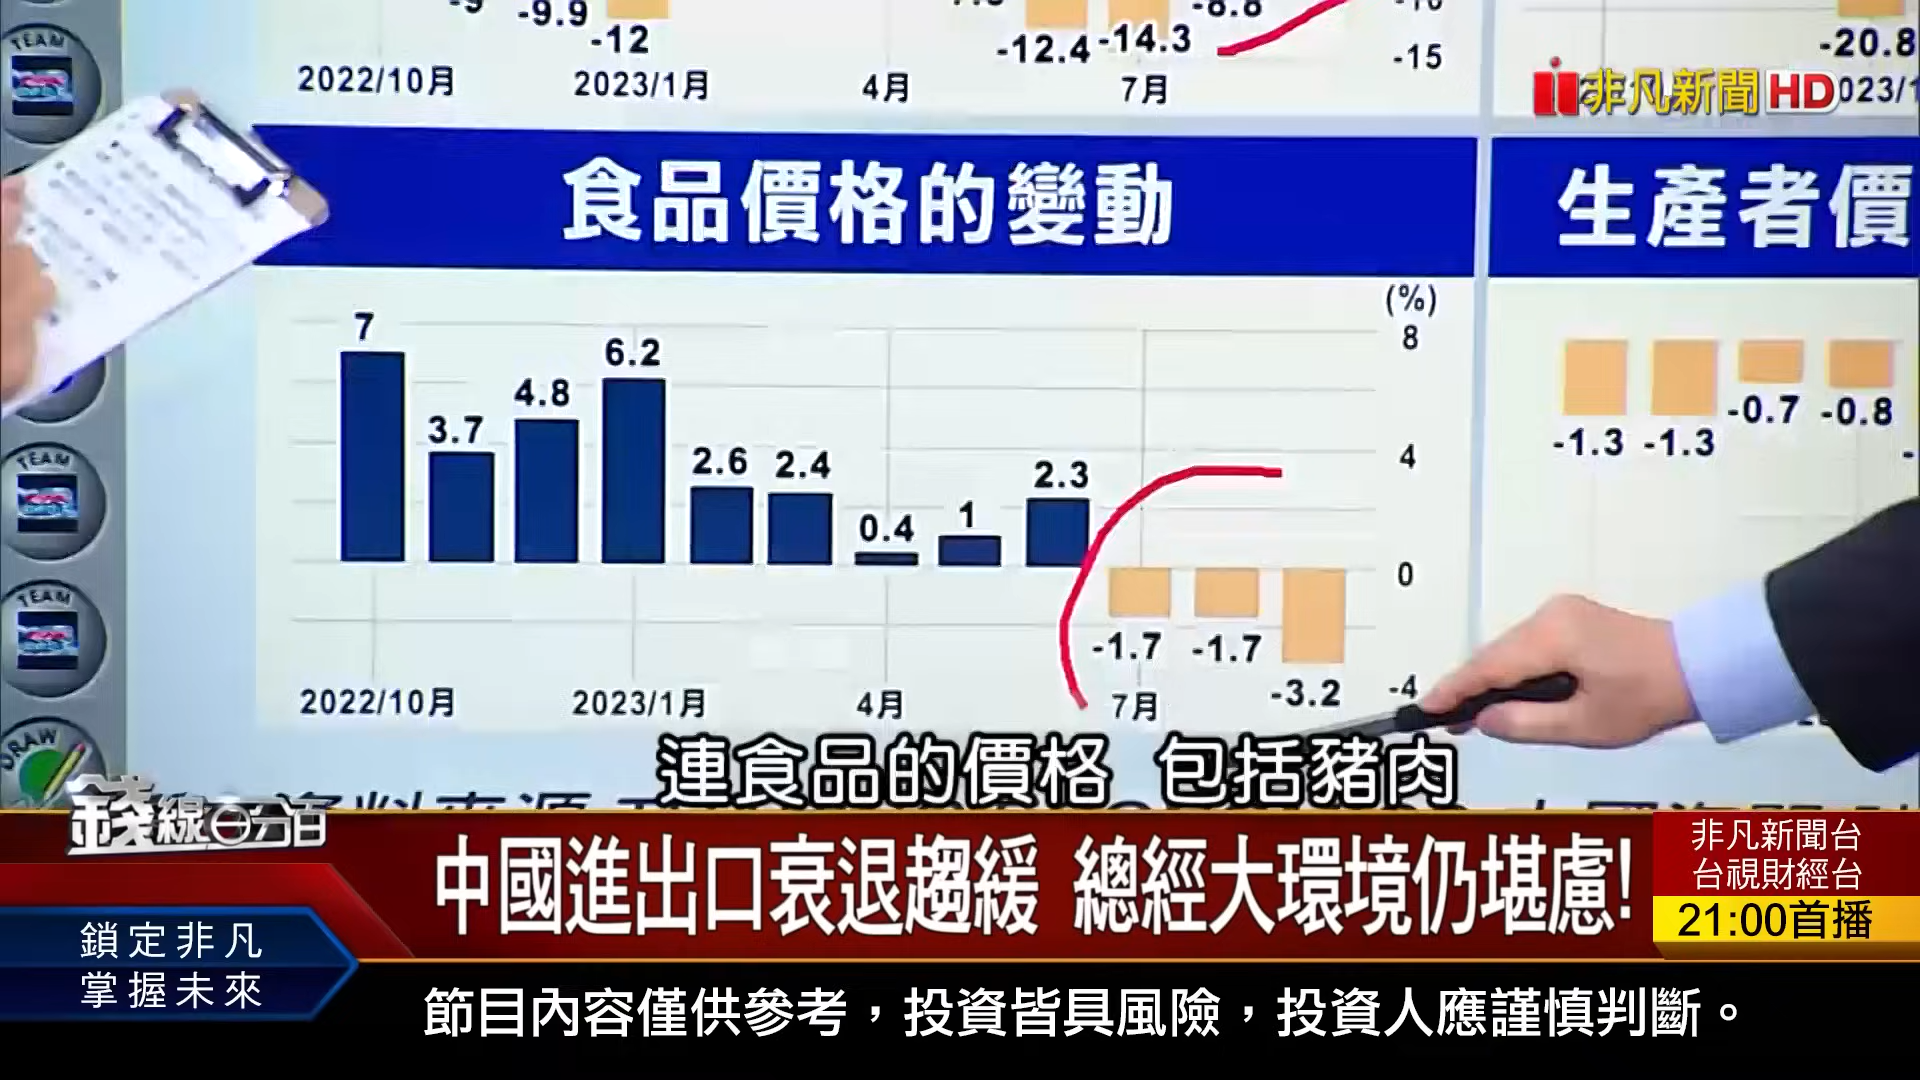 -9.9
-12
-12.4
-14.3
-8.8
-15
-20.8
2022/10月
2023/1月
4月
7月
非凡新聞HD
TEAM
食品價格的變動
生產者價
(%)
7
3.7
4.8
6.2
2.6
2.4
0.4
1
2.3
-1.7
-1.7
-3.2
8
4
0
-4
-1.3
-1.3
-0.7
-0.8
TEAM
TEAM
2022/10月
2023/1月
4月
7月
DRAW
連食品的價格 包括豬肉
錢線百分百
中國進出口衰退趨緩 總經大環境仍堪慮!
非凡新聞台
台視財經台
21:00首播
鎖定非凡
掌握未來
節目內容僅供參考，投資皆具風險，投資人應謹慎判斷。